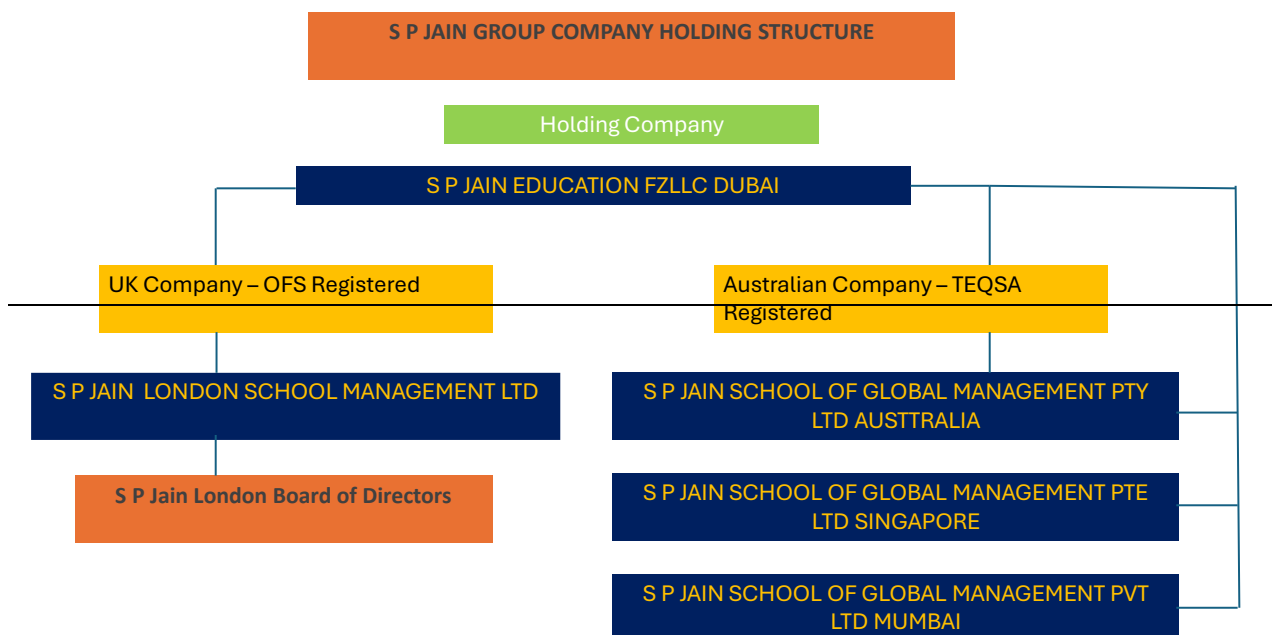 S P JAIN GROUP COMPANY HOLDING STRUCTURE
Holding Company
S P JAIN EDUCATION FZLLC DUBAI
UK Company – OFS Registered
Australian Company – TEQSA
Registered
S P JAIN LONDON SCHOOL MANAGEMENT LTD
S P JAIN SCHOOL OF GLOBAL MANAGEMENT PTY
LTD AUSTTRALIA
S P Jain London Board of Directors
S P JAIN SCHOOL OF GLOBAL MANAGEMENT PTE
LTD SINGAPORE
S P JAIN SCHOOL OF GLOBAL MANAGEMENT PVT
LTD MUMBAI